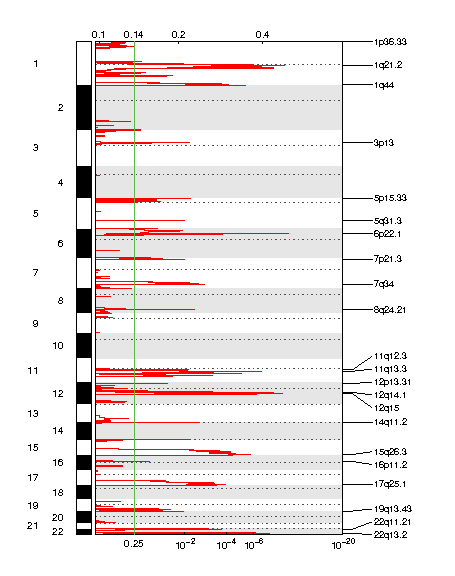 0.1 0.14 0.2 0.4
1
2
3
4
5
6
7
8
9
10
11
12
13
14
15
16
17
18
19
20
21
22
1p36.33
1q21.2
1q44
3p13
5p15.33
5q31.3
6p22.1
7p21.3
7q34
8q24.21
11q12.3
11q13.3
12p13.31
12q14.1
12q15
14q11.2
15q26.3
16p11.2
17q25.1
19q13.43
22q11.21
22q13.2
0.25 10⁻² 10⁻⁴ 10⁻⁶ 10⁻²⁰